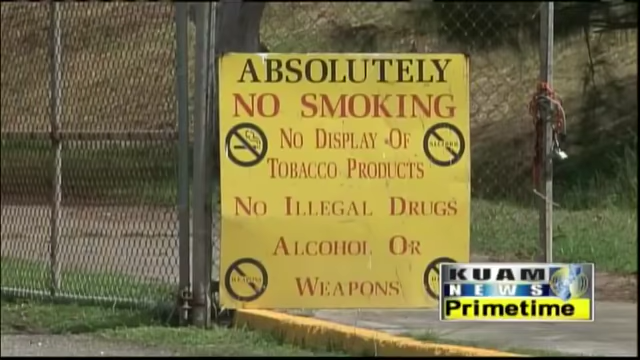 ABSOLUTELY
NO SMOKING
NO DISPLAY OF
TOBACCO PRODUCTS
NO ILLEGAL DRUGS
ALCOHOL OR
WEAPONS
KUAM
NEWS
Primetime